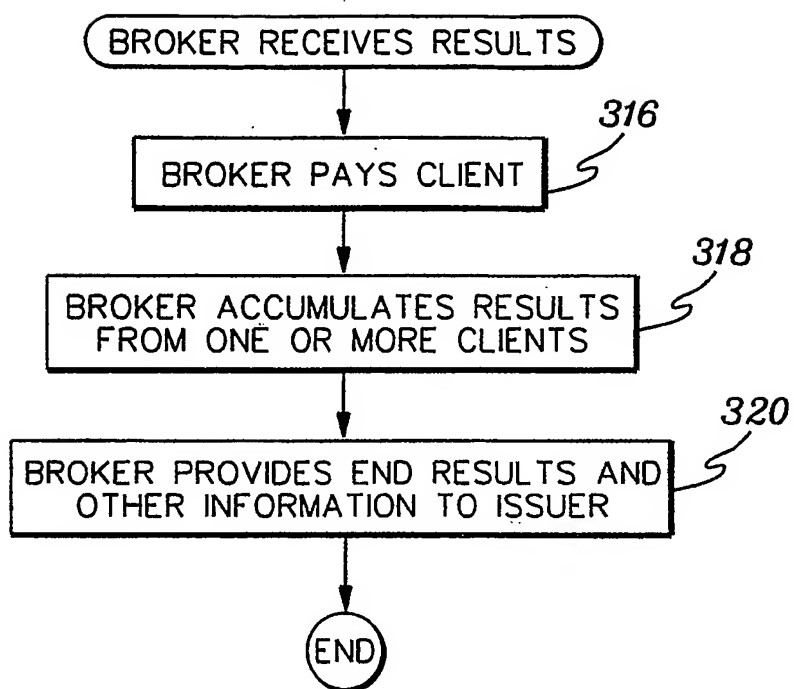 BROKER RECEIVES RESULTS
316
BROKER PAYS CLIENT
318
BROKER ACCUMULATES RESULTS
FROM ONE OR MORE CLIENTS
320
BROKER PROVIDES END RESULTS AND
OTHER INFORMATION TO ISSUER
END